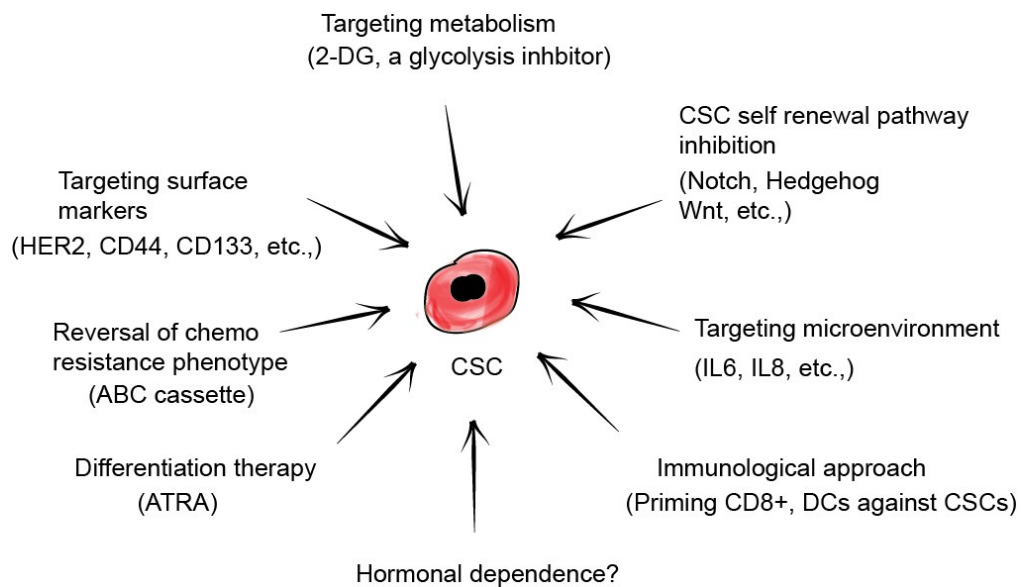 Targeting metabolism
(2-DG, a glycolysis inhbitor)
CSC self renewal pathway
inhibition
(Notch, Hedgehog
Wnt, etc.,)
Targeting surface
markers
(HER2, CD44, CD133, etc.,)
Reversal of chemo
resistance phenotype
(ABC cassette)
CSC
Targeting microenvironment
(IL6, IL8, etc.,)
Differentiation therapy
(ATRA)
Immunological approach
(Priming CD8+, DCs against CSCs)
Hormonal dependence?